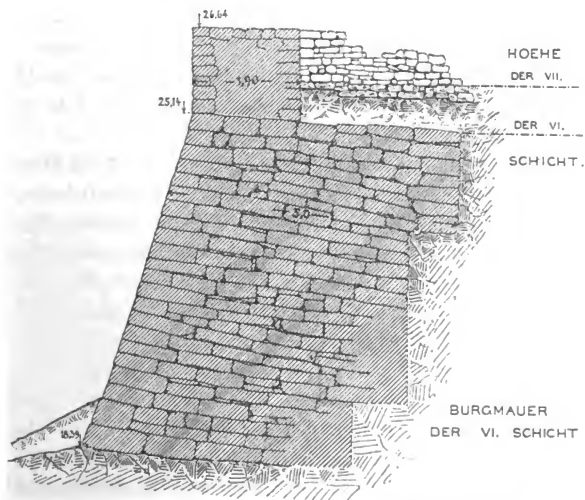 26,64
1,90
25,14
HOEHE
DER VII.
DER VI.
SCHICHT.
5,0
18,39
BURGMAUER
DER VI. SCHICHT